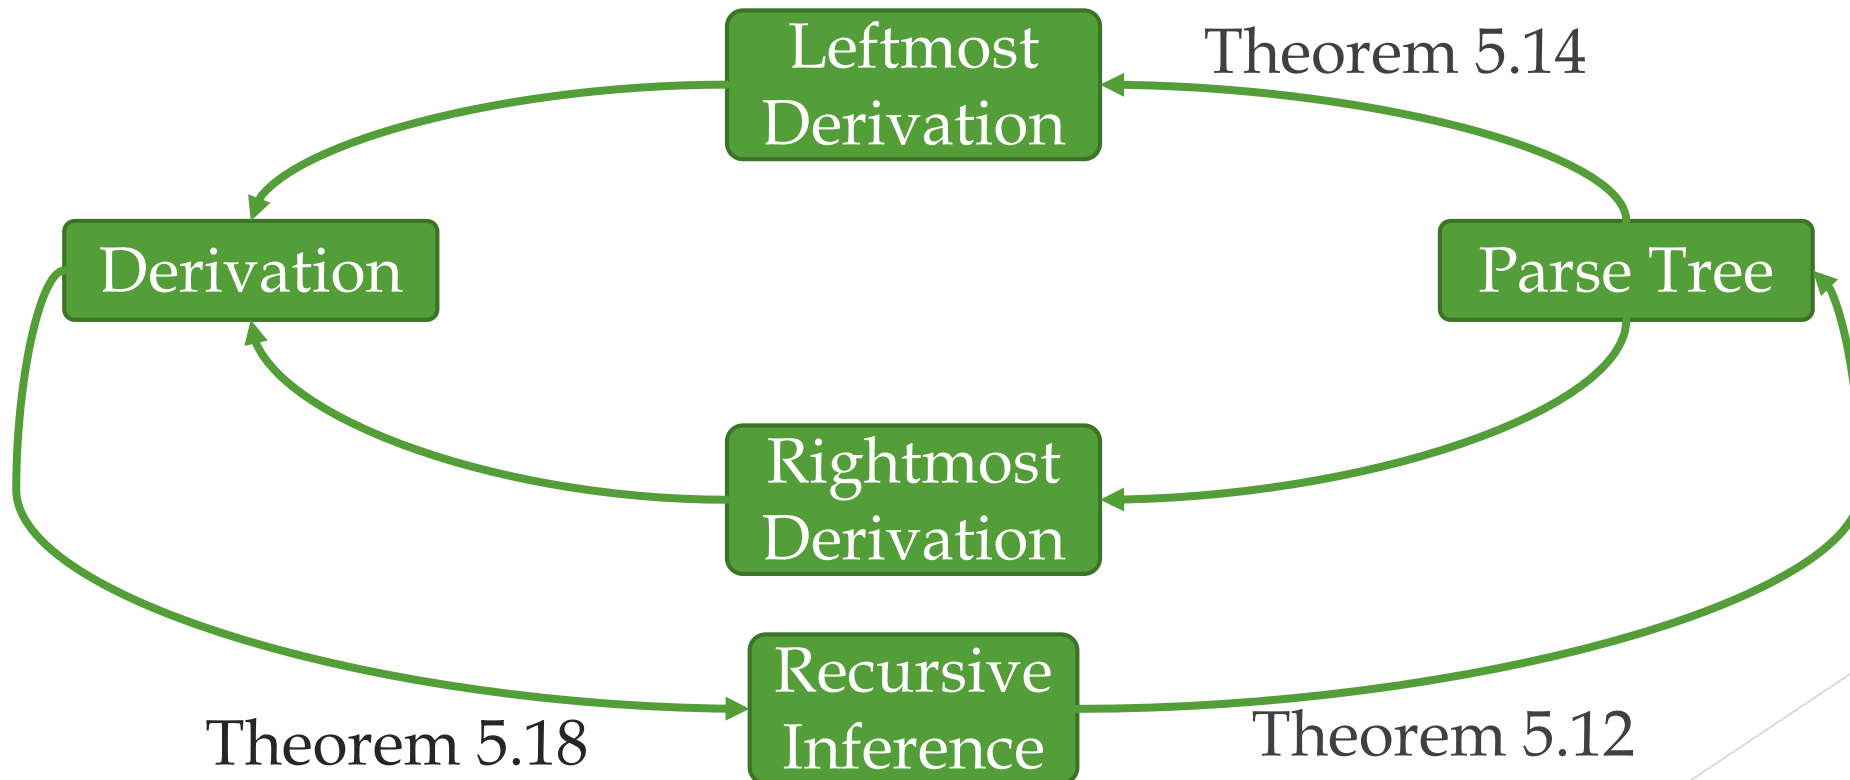 Leftmost
Derivation
Theorem 5.14
Derivation
Parse Tree
Rightmost
Derivation
Recursive
Inference
Theorem 5.18
Theorem 5.12